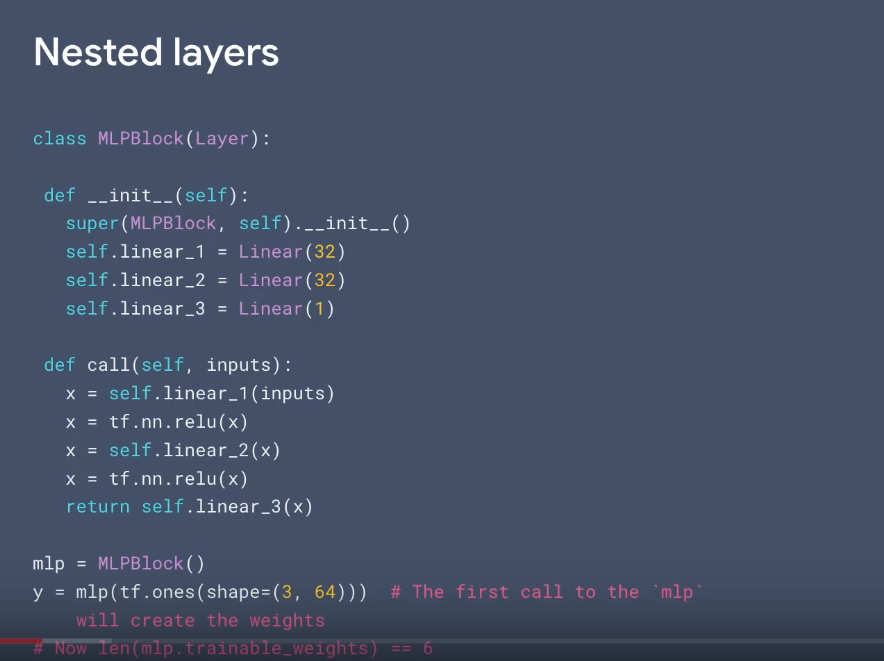 Nested layers
class MLPBlock(Layer):
def __init__(self):
super(MLPBlock, self).__init__()
self.linear_1 = Linear(32)
self.linear_2 = Linear(32)
self.linear_3 = Linear(1)
def call(self, inputs):
x = self.linear_1(inputs)
x = tf.nn.relu(x)
x = self.linear_2(x)
x = tf.nn.relu(x)
return self.linear_3(x)
mlp = MLPBlock()
y = mlp(tf.ones(shape=(3, 64))) # The first call to the `mlp`
will create the weights
# Now len(mlp.trainable_weights) == 6